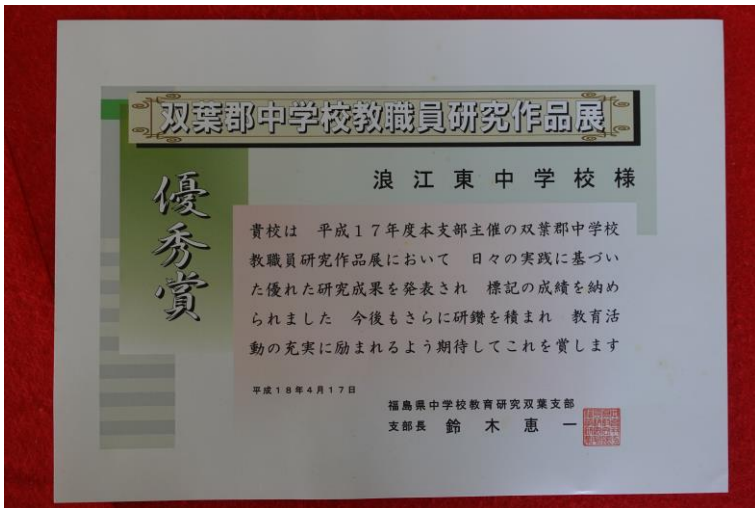 双葉郡中学校教職員研究作品展
優秀賞
浪江東中学校様
貴校は　平成17年度本支部主催の双葉郡中学校
教職員研究作品展において　日々の実践に基づい
た優れた研究成果を発表され　標記の成績を納め
られました　今後もさらに研鑽を積まれ　教育活
動の充実に励まれるよう期待してこれを賞します
平成18年4月17日
福島県中学校教育研究双葉支部
支部長　鈴木恵一